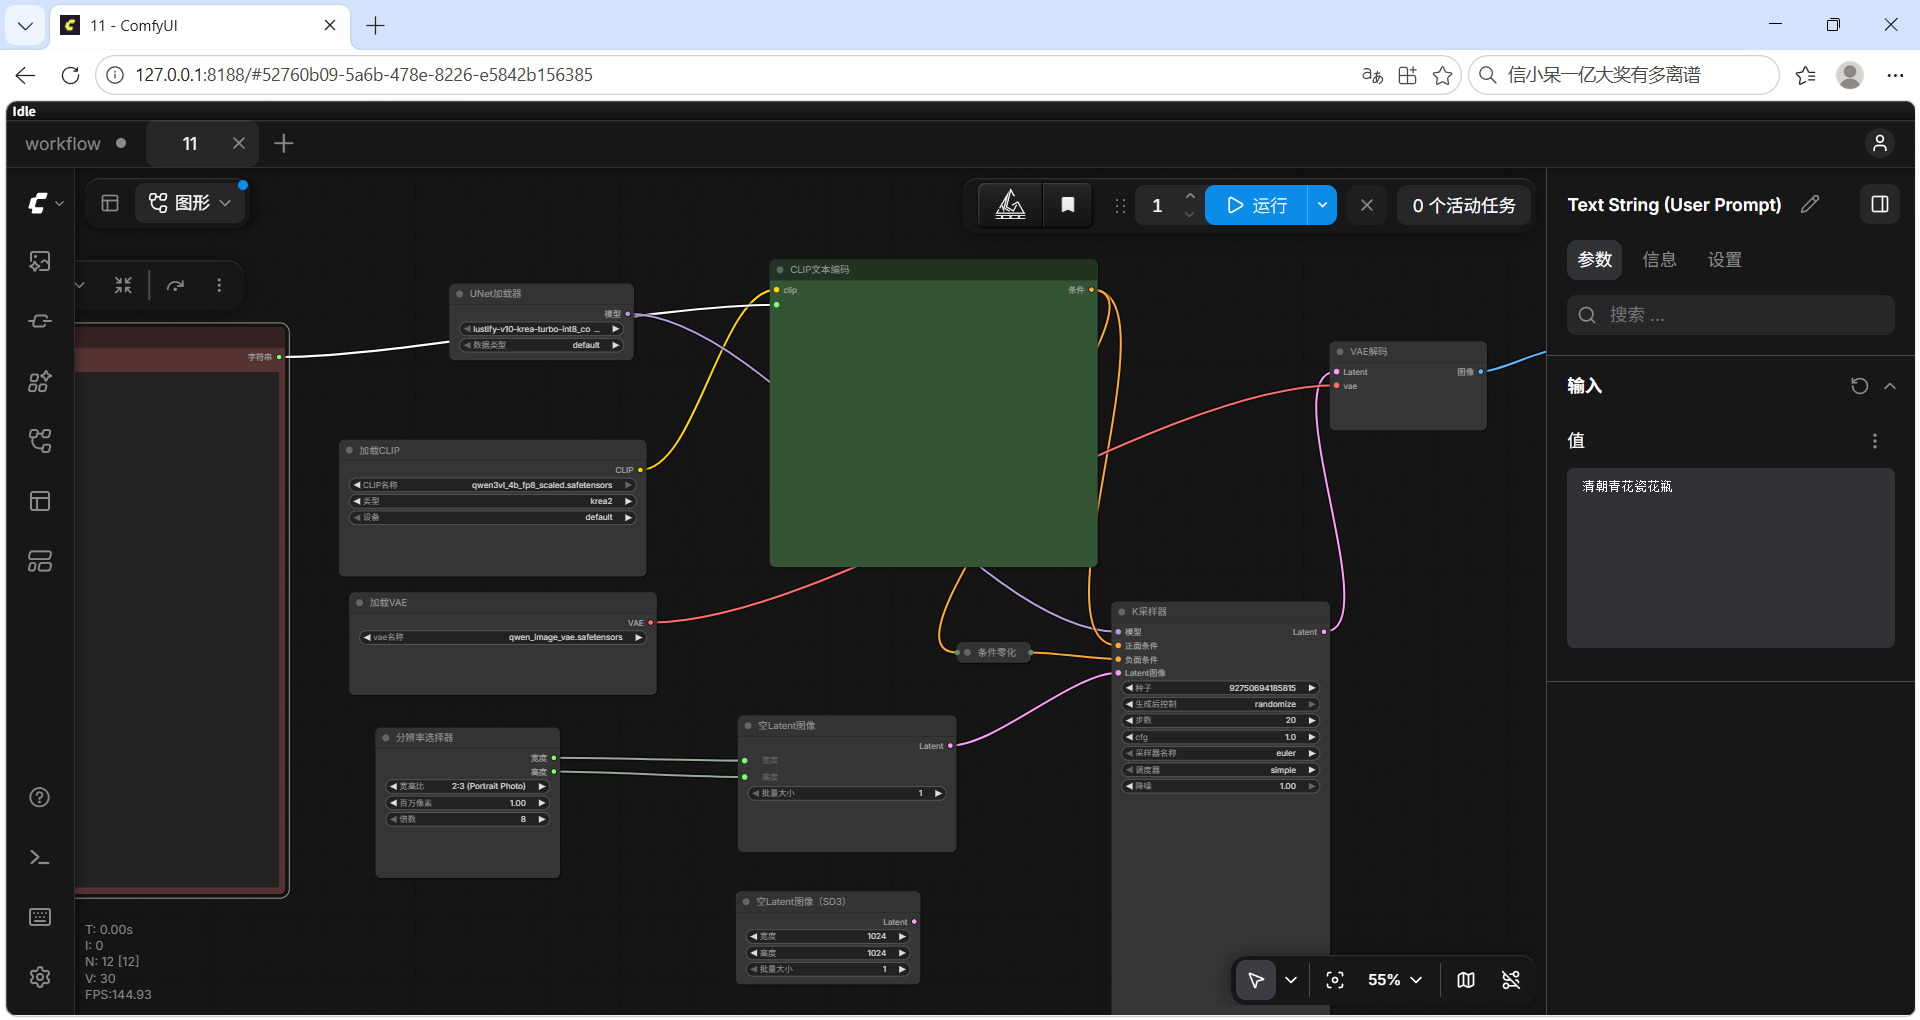 11 - ComfyUI
127.0.0.1:8188/#52760b09-5a6b-478e-8226-e5842b156385
信小呆一亿大奖有多离谱
Idle
workflow
11
图形
1
运行
0 个活动任务
Text String (User Prompt)
参数
信息
设置
搜索 ...
输入
值
清朝青花瓷花瓶
字符串
UNet加载器
模型
lustify-v10-krea-turbo-int8_co ...
数据类型 default
CLIP文本编码
clip
条件
加载CLIP
CLIP
CLIP名称 qwen3vl_4b_fp8_scaled.safetensors
类型 krea2
设备 default
加载VAE
VAE
vae名称 qwen_image_vae.safetensors
VAE解码
Latent 图像
vae
条件零化
K采样器
模型 Latent
正面条件
负面条件
Latent图像
种子 92750694185815
生成后控制 randomize
步数 20
cfg 1.0
采样器名称 euler
调度器 simple
降噪 1.00
分辨率选择器
宽度
高度
宽高比 2:3 (Portrait Photo)
百万像素 1.00
倍数 8
空Latent图像
Latent
宽度
高度
批量大小 1
空Latent图像（SD3）
Latent
宽度 1024
高度 1024
批量大小 1
T: 0.00s
I: 0
N: 12 [12]
V: 30
FPS:144.93
55%